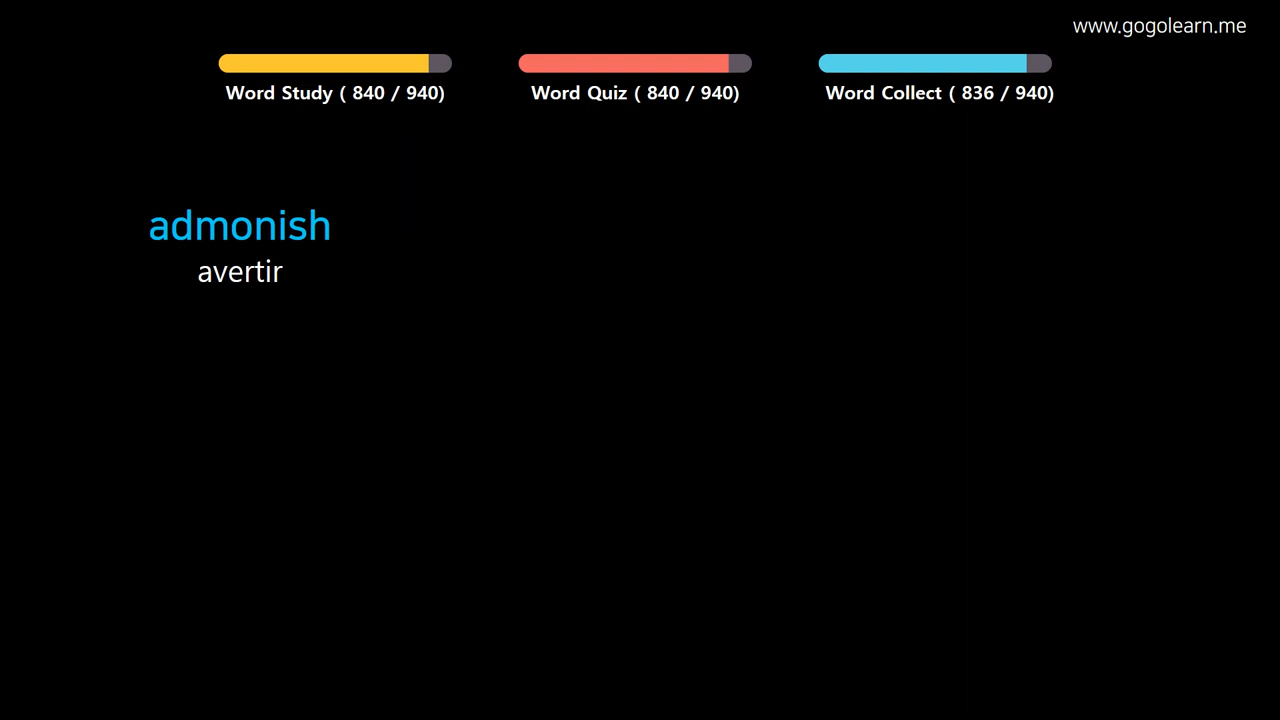 www.gogolearn.me
Word Study ( 840 / 940)
Word Quiz ( 840 / 940)
Word Collect ( 836 / 940)
admonish
avertir